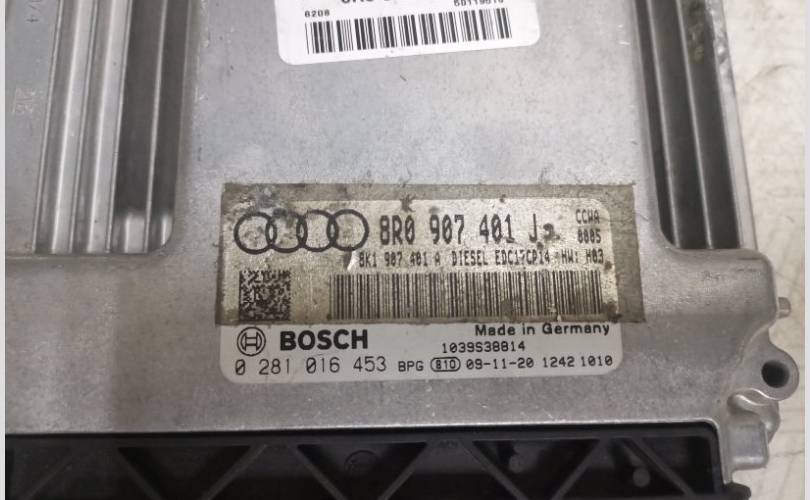 6208
8R0 907 401 J
CCWA
0005
8K1 907 401 A DIESEL EDC17CP14 HW: H03
BOSCH
Made in Germany
1039S38814
0 281 016 453 BPG 810 09-11-20 1242 1010